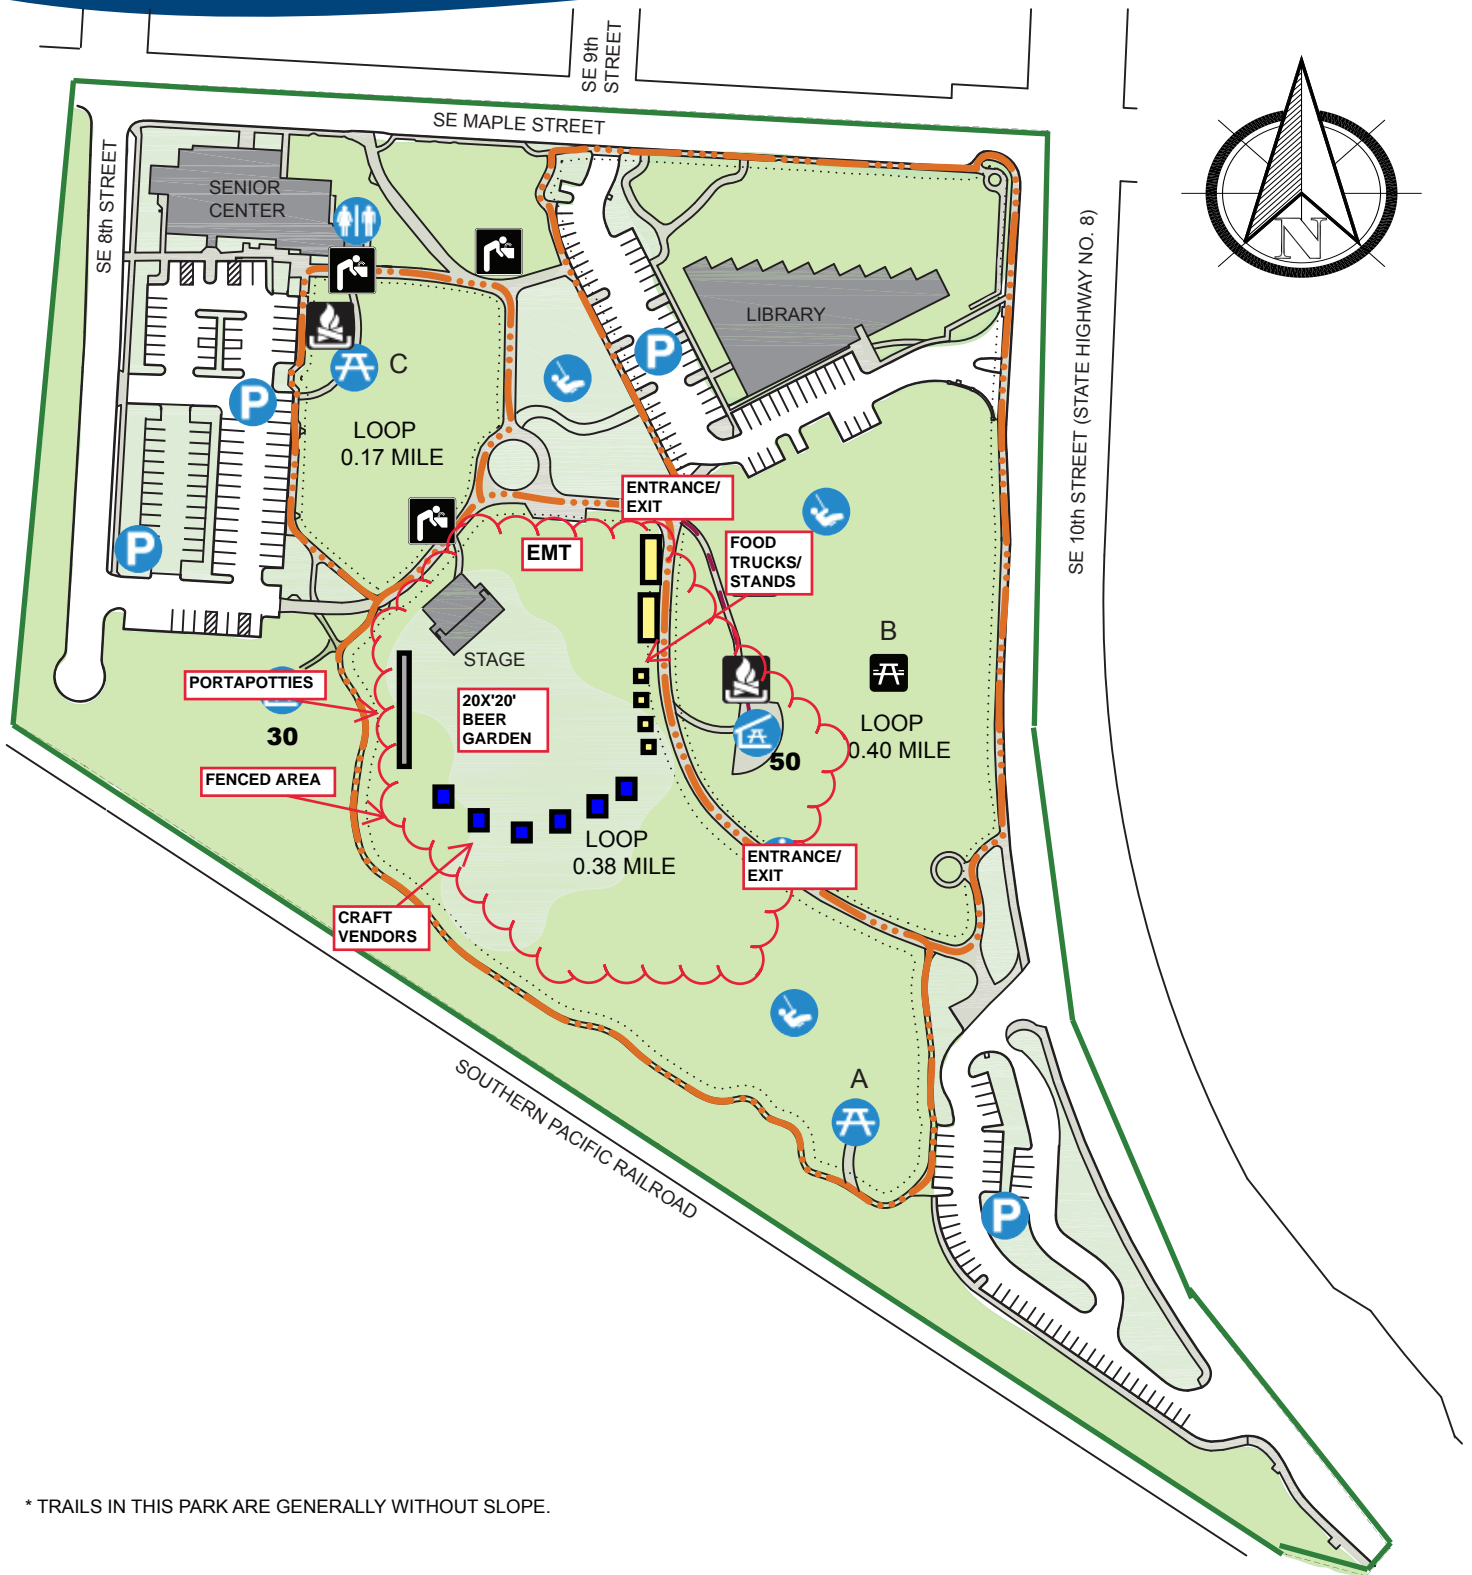 SE 9th
STREET
SE MAPLE STREET
SE 8th STREET
SENIOR
CENTER
LIBRARY
SE 10th STREET (STATE HIGHWAY NO. 8)
N
P
C
P
LOOP
0.17 MILE
ENTRANCE/
EXIT
P
EMT
FOOD
TRUCKS/
STANDS
B
STAGE
PORTAPOTTIES
20X'20'
BEER
GARDEN
LOOP
0.40 MILE
30
50
FENCED AREA
LOOP
0.38 MILE
ENTRANCE/
EXIT
CRAFT
VENDORS
A
SOUTHERN PACIFIC RAILROAD
P
* TRAILS IN THIS PARK ARE GENERALLY WITHOUT SLOPE.